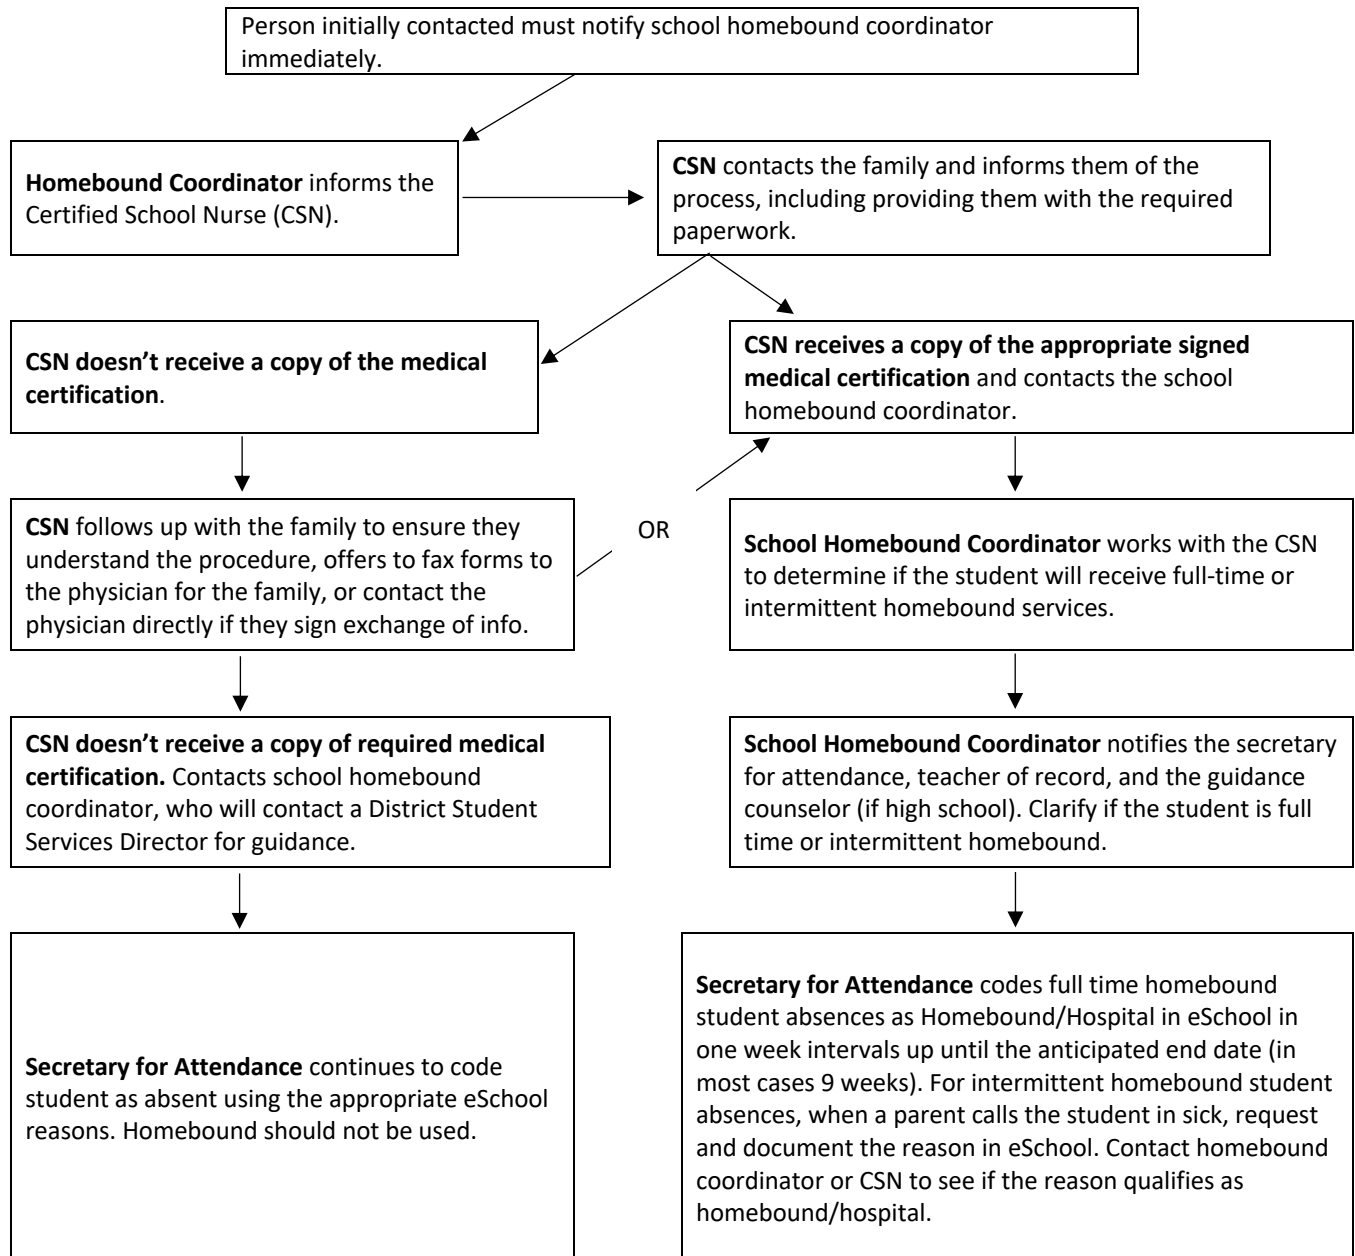 Person initially contacted must notify school homebound coordinator
immediately.
Homebound Coordinator informs the
Certified School Nurse (CSN).
CSN contacts the family and informs them of the
process, including providing them with the required
paperwork.
CSN doesn’t receive a copy of the medical
certification.
CSN receives a copy of the appropriate signed
medical certification and contacts the school
homebound coordinator.
CSN follows up with the family to ensure they
understand the procedure, offers to fax forms to
the physician for the family, or contact the
physician directly if they sign exchange of info.
OR
School Homebound Coordinator works with the CSN
to determine if the student will receive full-time or
intermittent homebound services.
CSN doesn’t receive a copy of required medical
certification. Contacts school homebound
coordinator, who will contact a District Student
Services Director for guidance.
School Homebound Coordinator notifies the secretary
for attendance, teacher of record, and the guidance
counselor (if high school). Clarify if the student is full
time or intermittent homebound.
Secretary for Attendance continues to code
student as absent using the appropriate eSchool
reasons. Homebound should not be used.
Secretary for Attendance codes full time homebound
student absences as Homebound/Hospital in eSchool in
one week intervals up until the anticipated end date (in
most cases 9 weeks). For intermittent homebound student
absences, when a parent calls the student in sick, request
and document the reason in eSchool. Contact homebound
coordinator or CSN to see if the reason qualifies as
homebound/hospital.